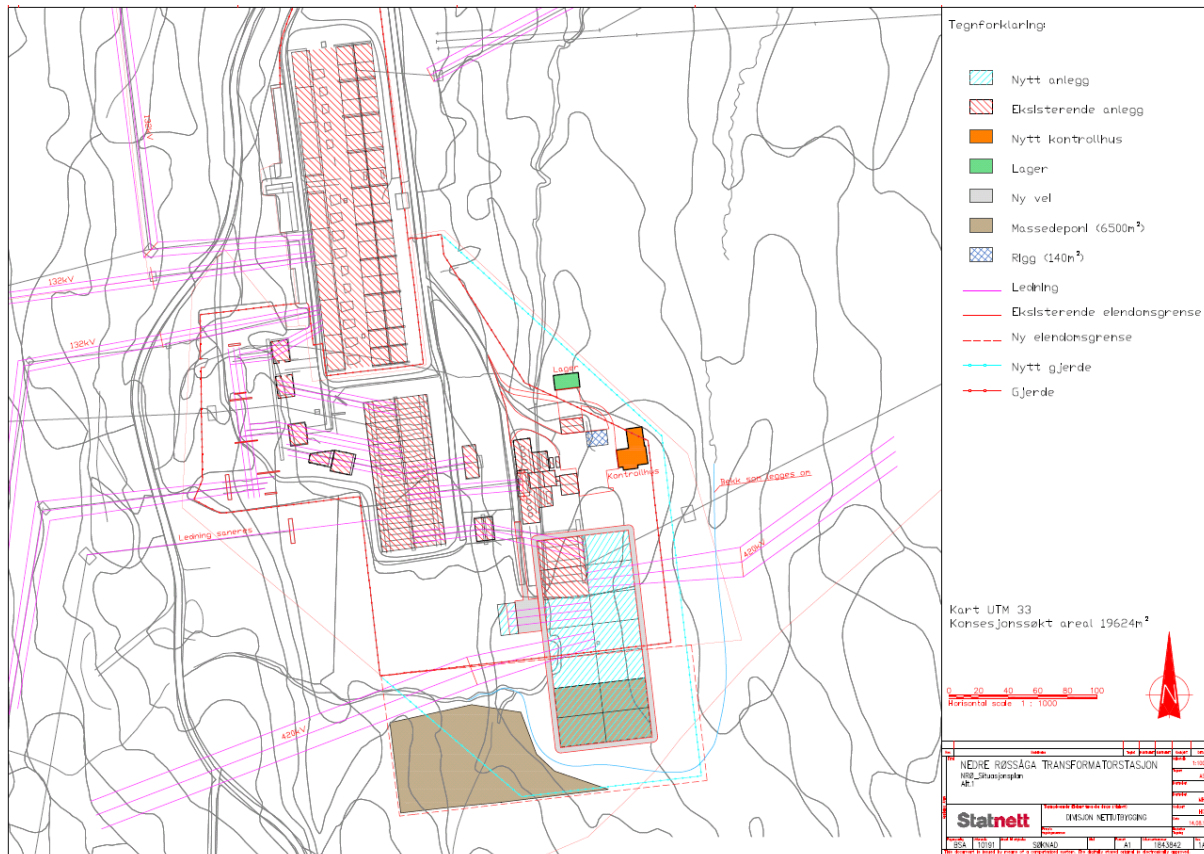 Tegnforklaring:
Nytt anlegg
Eksisterende anlegg
Nytt kontrollhus
Lager
Ny vei
Massedeponi (6500m²)
Rigg (140m²)
Ledning
Eksisterende eiendomsgrense
Ny eiendomsgrense
Nytt gjerde
Gjerde
132kV
132kV
132kV
Lager
Kontrollhus
Bekk som legges om
Ledning saneres
420kV
420kV
Kart UTM 33
Konsesjonssøkt areal 19624m²
0 20 40 60 80 100
Horisontal scale 1 : 1000
N
NEDRE RØSSÅGA TRANSFORMATORSTASJON
NRØ_Situasjonsplan
Alt.1
Statnett
DIVISJON NETTUTBYGGING
BSA 10191 SØKNAD A1 1843842